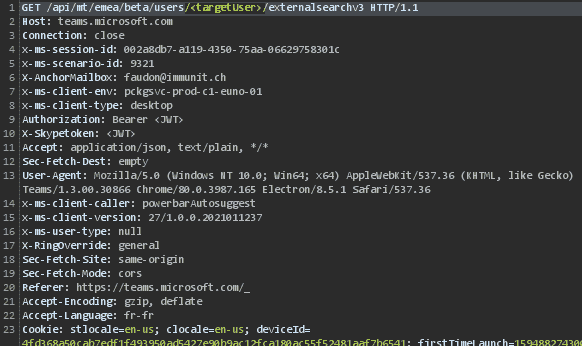 1 GET /api/mt/emea/beta/users/<targetUser>/externalsearchv3 HTTP/1.1
2 Host: teams.microsoft.com
3 Connection: close
4 x-ms-session-id: 002a8db7-a119-4350-75aa-06629758301c
5 x-ms-scenario-id: 9321
6 X-AnchorMailbox: faudon@immunit.ch
7 x-ms-client-env: pckgsvc-prod-c1-euno-01
8 x-ms-client-type: desktop
9 Authorization: Bearer <JWT>
10 X-Skypetoken: <JWT>
11 Accept: application/json, text/plain, */*
12 Sec-Fetch-Dest: empty
13 User-Agent: Mozilla/5.0 (Windows NT 10.0; Win64; x64) AppleWebKit/537.36 (KHTML, like Gecko)
Teams/1.3.00.30866 Chrome/80.0.3987.165 Electron/8.5.1 Safari/537.36
14 x-ms-client-caller: powerbarAutosuggest
15 x-ms-client-version: 27/1.0.0.2021011237
16 x-ms-user-type: null
17 X-RingOverride: general
18 Sec-Fetch-Site: same-origin
19 Sec-Fetch-Mode: cors
20 Referer: https://teams.microsoft.com/_
21 Accept-Encoding: gzip, deflate
22 Accept-Language: fr-fr
23 Cookie: stlocale=en-us; clocale=en-us; deviceId=
4fd368a50cab7edf1f493950ad5427e90b9ac12fca180ac55f52481aaf7b6541; firstTimeLaunch=159488274300